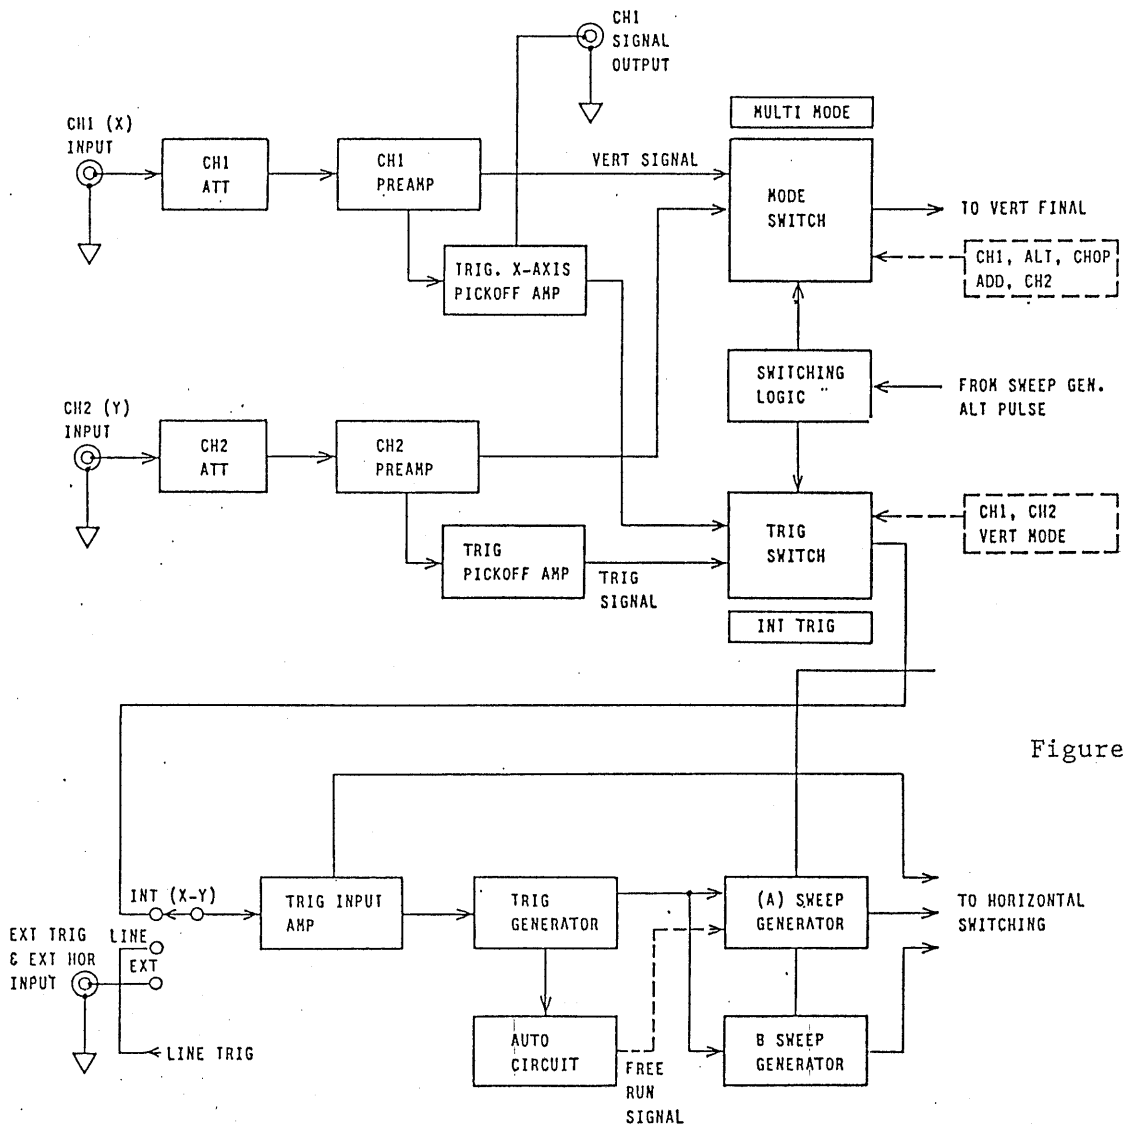 CH1
SIGNAL
OUTPUT
MULTI MODE
CH1 (X)
INPUT
CH1
ATT
CH1
PREAMP
VERT SIGNAL
MODE
SWITCH
TO VERT FINAL
TRIG. X-AXIS
PICKOFF AMP
CH1, ALT, CHOP
ADD, CH2
SWITCHING
LOGIC
FROM SWEEP GEN.
ALT PULSE
CH2 (Y)
INPUT
CH2
ATT
CH2
PREAMP
TRIG
PICKOFF AMP
TRIG
SIGNAL
TRIG
SWITCH
CH1, CH2
VERT MODE
INT TRIG
Figure
INT (X-Y)
TRIG INPUT
AMP
TRIG
GENERATOR
(A) SWEEP
GENERATOR
TO HORIZONTAL
SWITCHING
EXT TRIG
& EXT HOR
INPUT
LINE
EXT
LINE TRIG
AUTO
CIRCUIT
FREE
RUN
SIGNAL
B SWEEP
GENERATOR